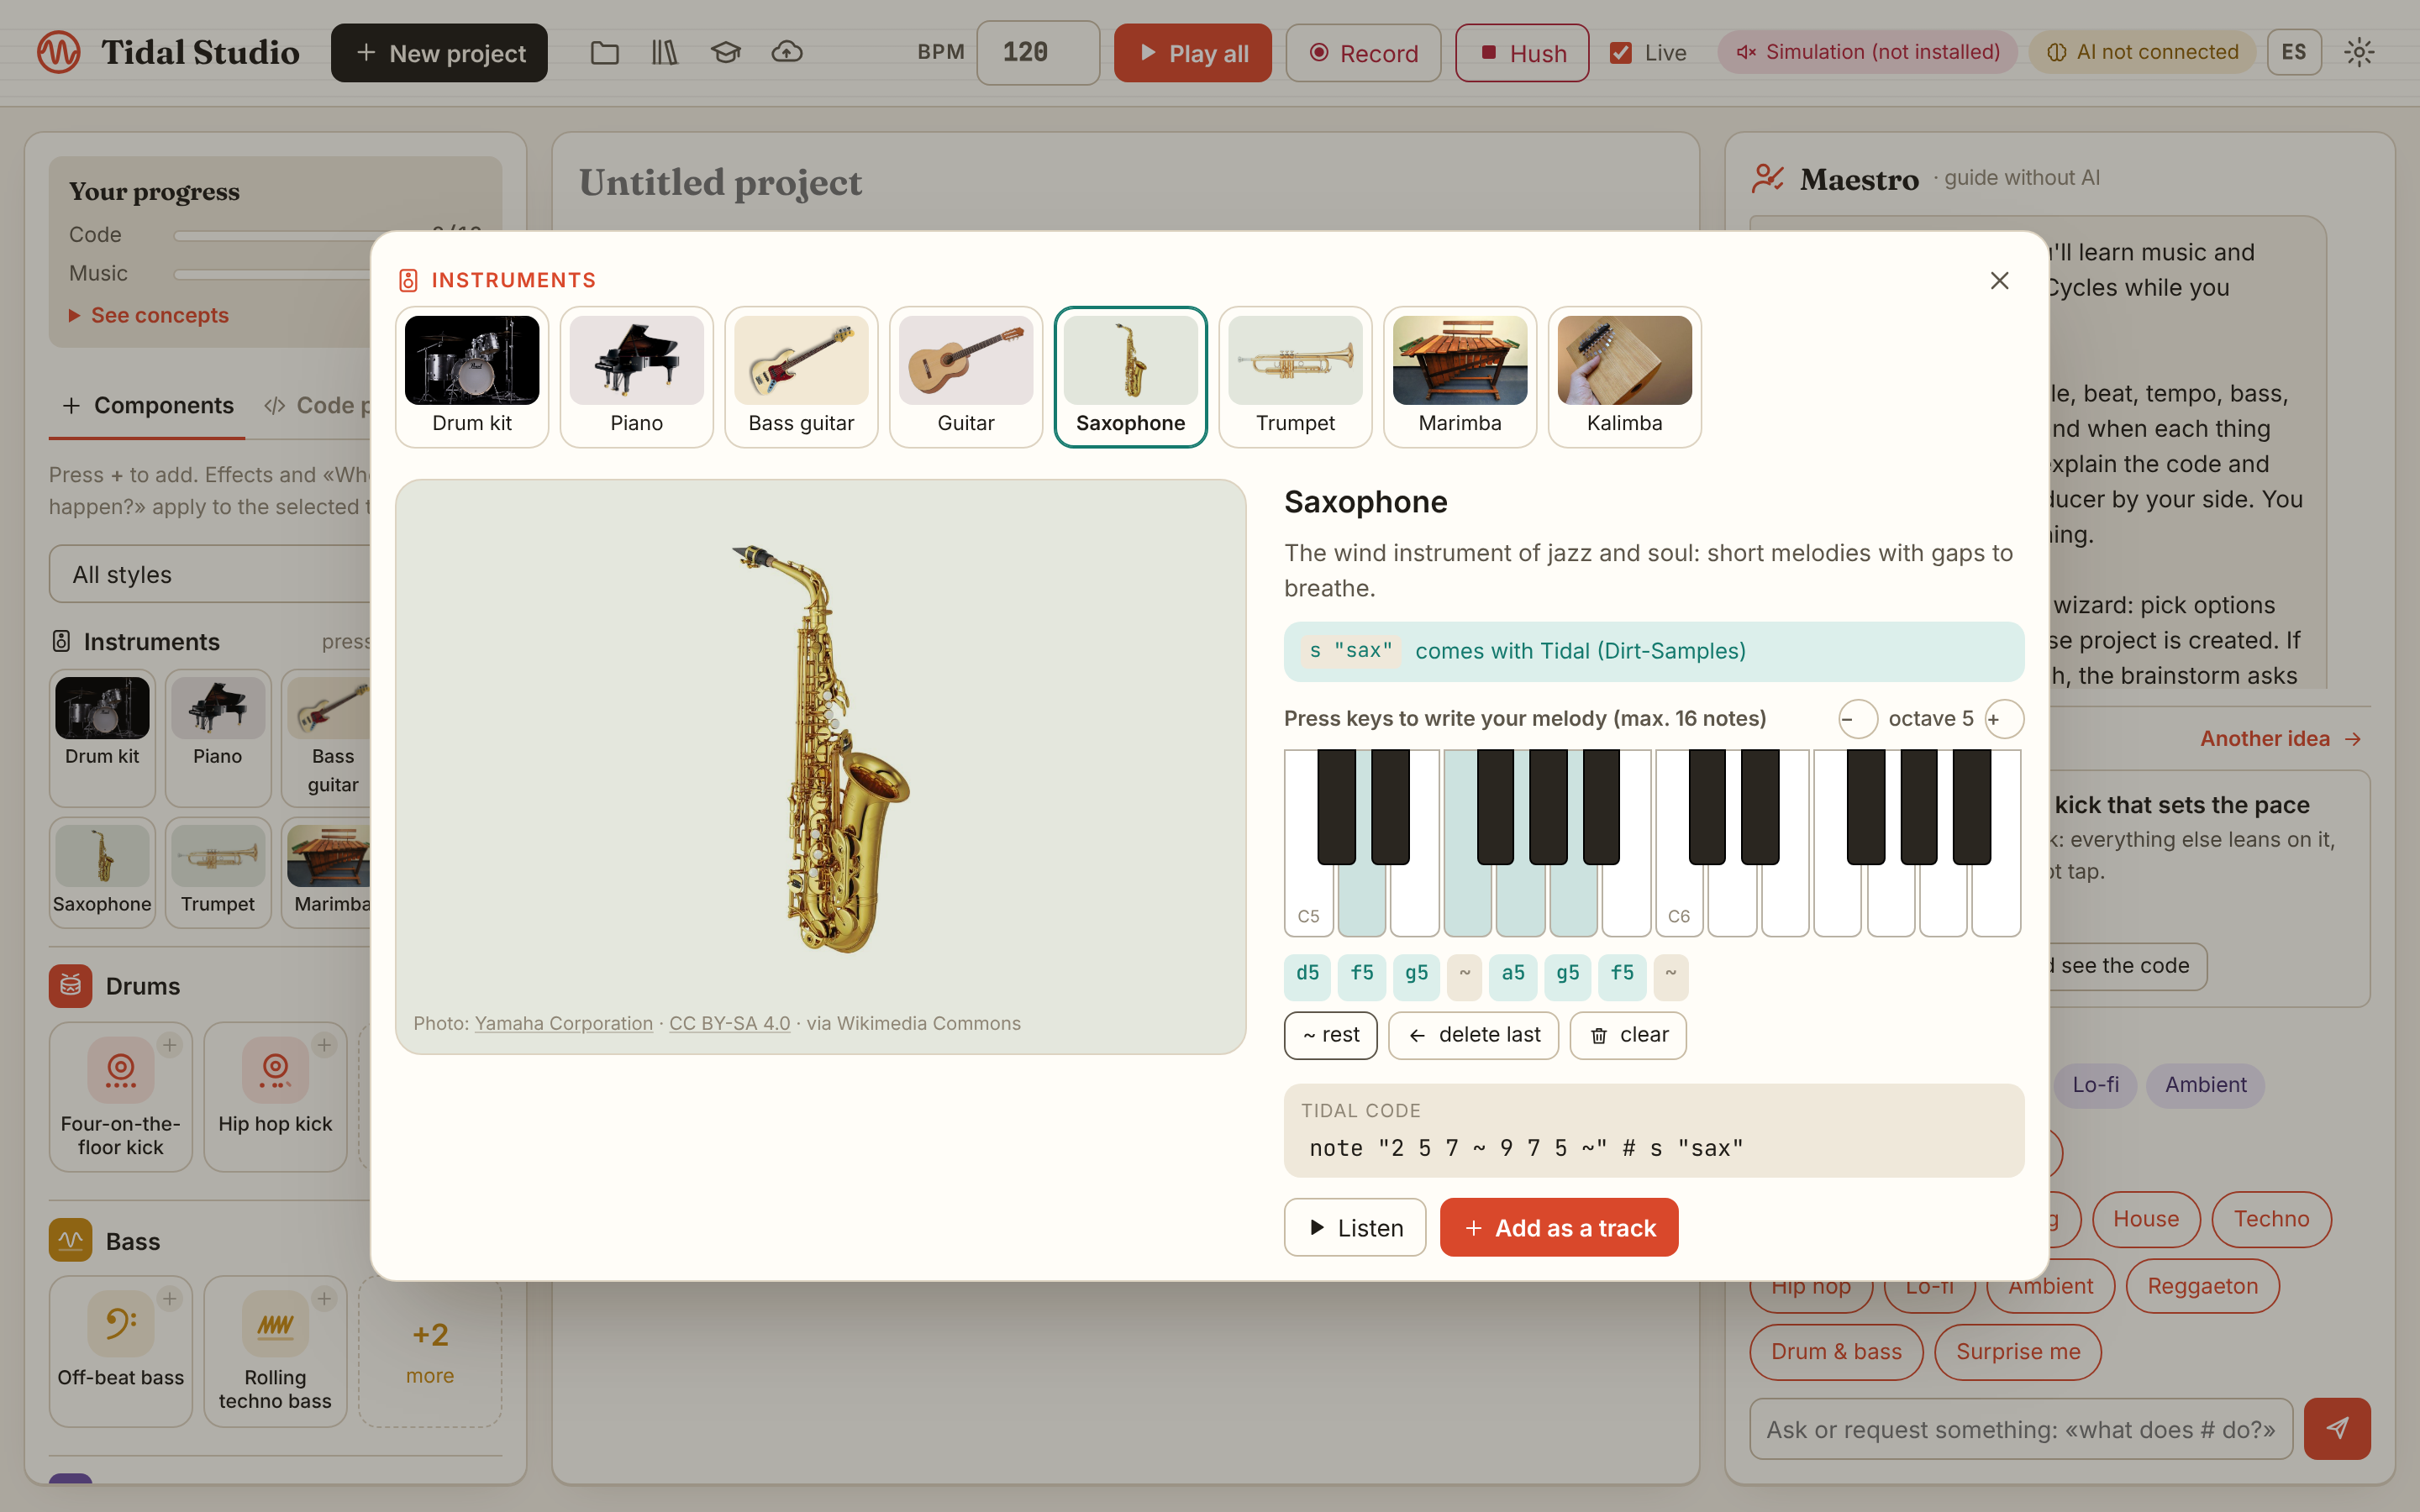 Tidal Studio
New project
BPM
120
Play all
Record
Hush
Live
Simulation (not installed)
AI not connected
ES
Your progress
Code
Music
See concepts
Components
Code
Press + to add. Effects and
happen?» apply to the selected
All styles
Instruments
press
Drum kit
Piano
Bass
guitar
Saxophone
Trumpet
Marimba
Drums
Four-on-the-
floor kick
Hip hop kick
Bass
Off-beat bass
Rolling
techno bass
+2
more
Untitled project
INSTRUMENTS
Drum kit
Piano
Bass guitar
Guitar
Saxophone
Trumpet
Marimba
Kalimba
Photo: Yamaha Corporation · CC BY-SA 4.0 · via Wikimedia Commons
Saxophone
The wind instrument of jazz and soul: short melodies with gaps to
breathe.
s "sax" comes with Tidal (Dirt-Samples)
Press keys to write your melody (max. 16 notes)
− octave 5 +
C5
C6
d5 f5 g5 ~ a5 g5 f5 ~
~ rest
delete last
clear
TIDAL CODE
note "2 5 7 ~ 9 7 5 ~" # s "sax"
Listen
Add as a track
Maestro · guide without AI
'll learn music and
Cycles while you
le, beat, tempo, bass,
nd when each thing
explain the code and
ducer by your side. You
ing.
wizard: pick options
se project is created. If
h, the brainstorm asks
Another idea
kick that sets the pace
k: everything else leans on it,
ot tap.
d see the code
Lo-fi
Ambient
g
House
Techno
Hip hop
Lo-fi
Ambient
Reggaeton
Drum & bass
Surprise me
Ask or request something: «what does # do?»